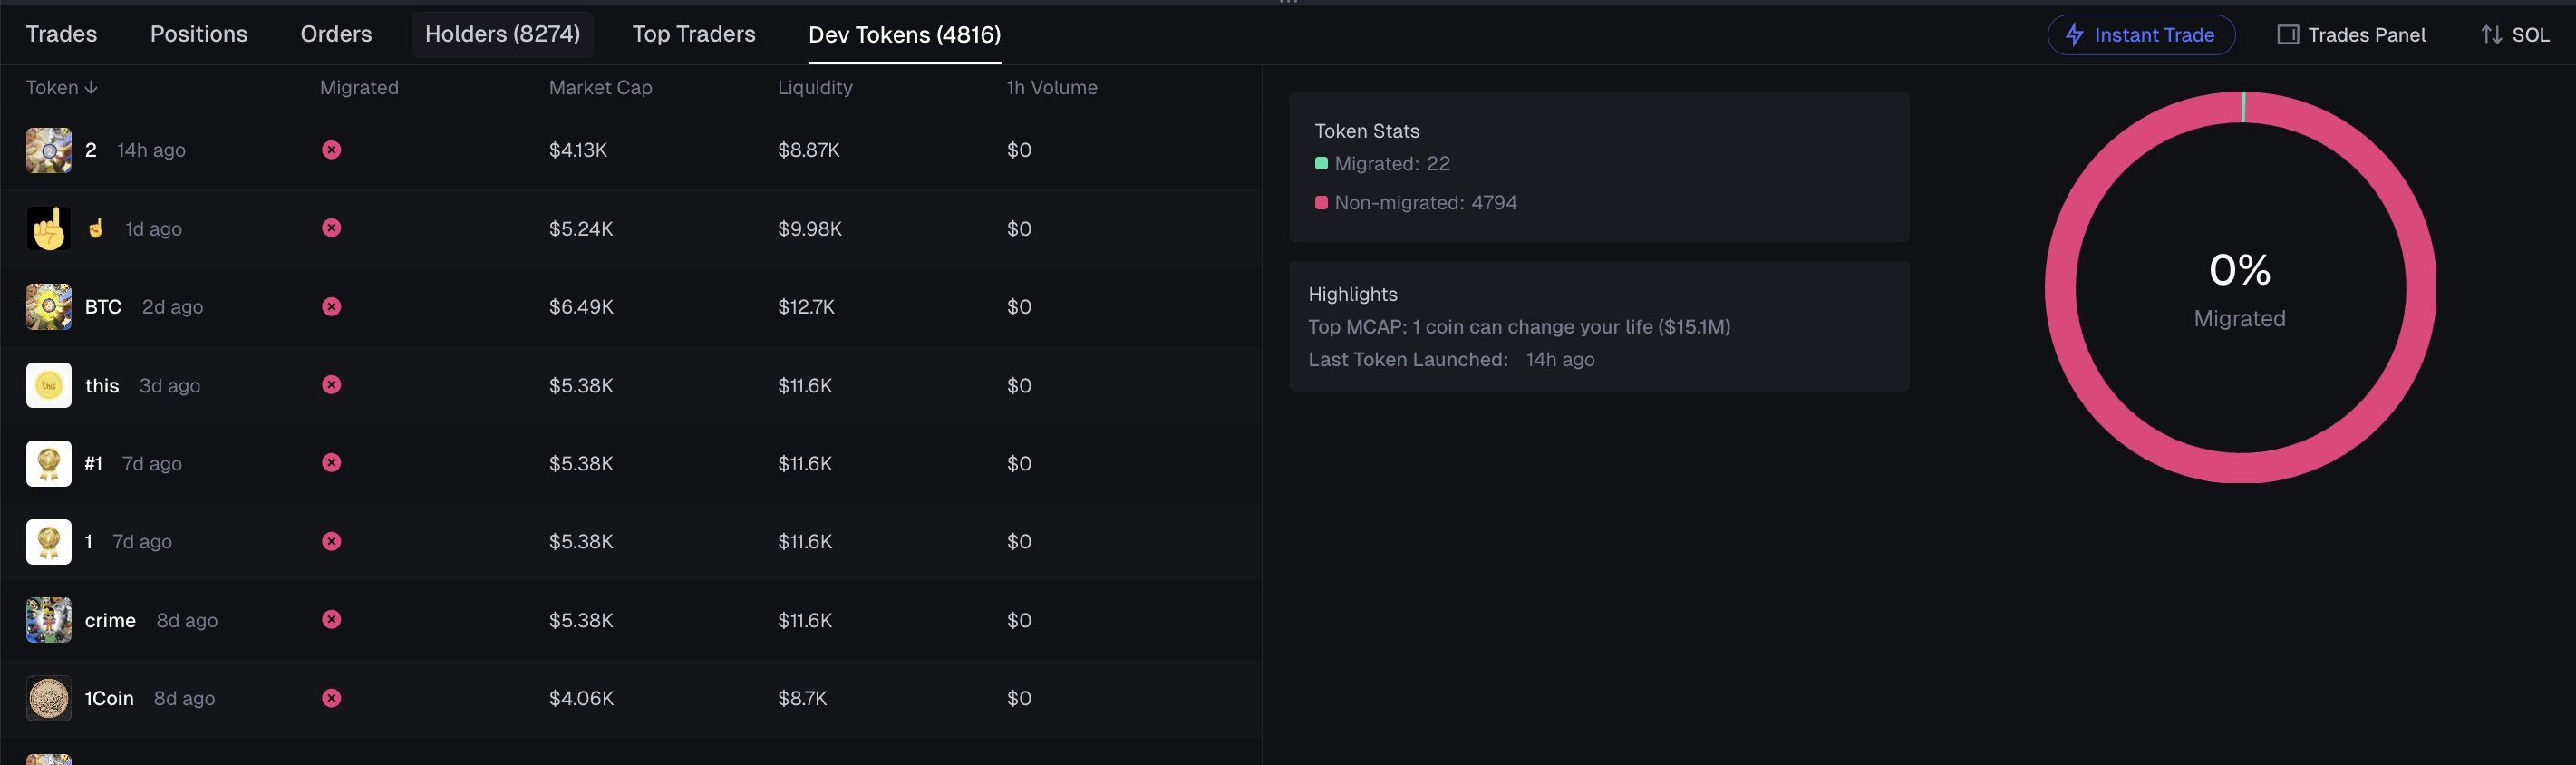 Trades Positions Orders Holders (8274) Top Traders Dev Tokens (4816) Instant Trade Trades Panel SOL
Token ↓ Migrated Market Cap Liquidity 1h Volume
2 14h ago $4.13K $8.87K $0
☝️ 1d ago $5.24K $9.98K $0
BTC 2d ago $6.49K $12.7K $0
this 3d ago $5.38K $11.6K $0
#1 7d ago $5.38K $11.6K $0
1 7d ago $5.38K $11.6K $0
crime 8d ago $5.38K $11.6K $0
1Coin 8d ago $4.06K $8.7K $0
Token Stats
Migrated: 22
Non-migrated: 4794
Highlights
Top MCAP: 1 coin can change your life ($15.1M)
Last Token Launched: 14h ago
0%
Migrated